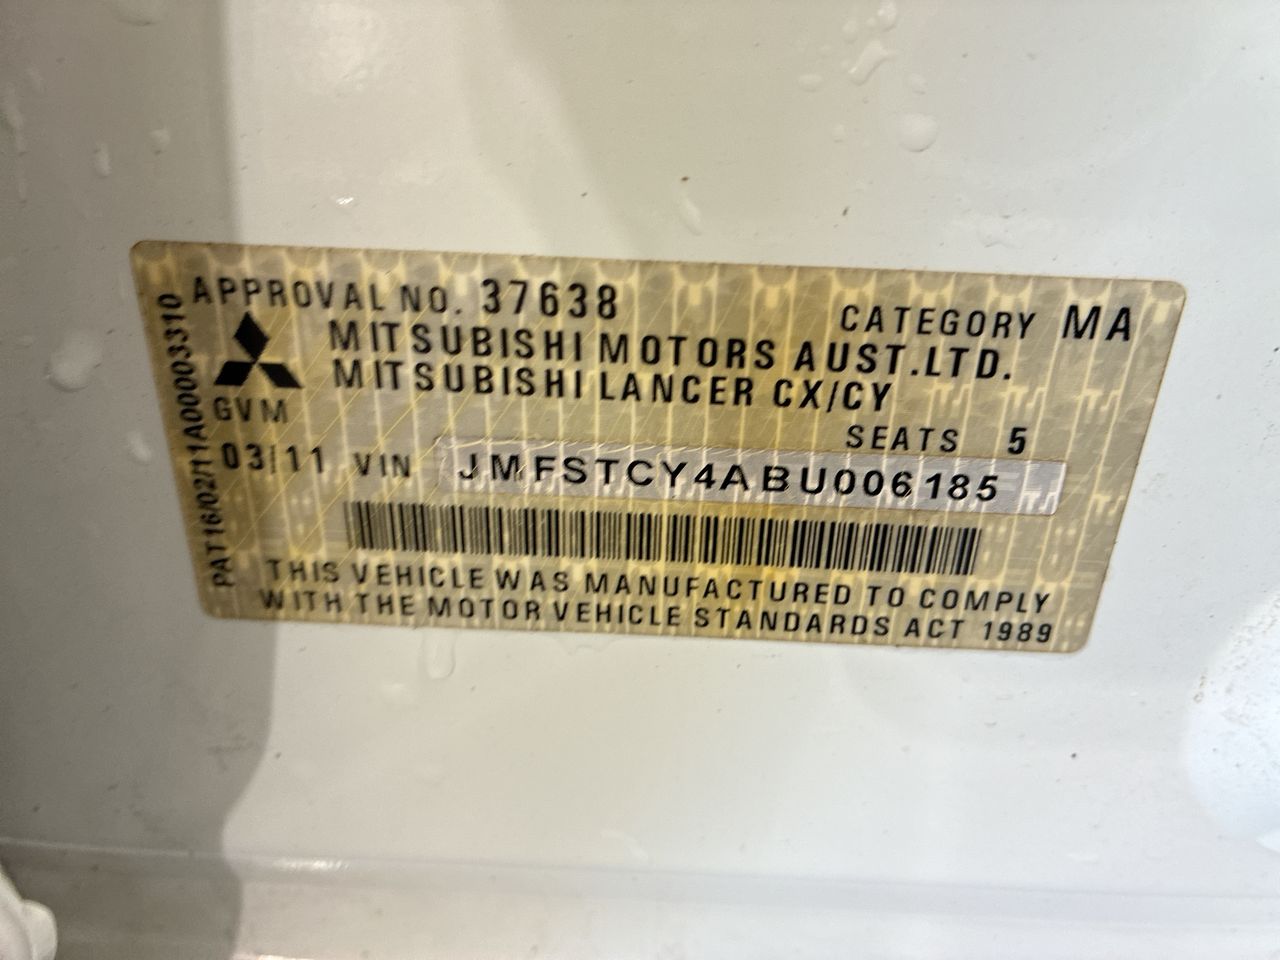 APPROVAL NO. 37638
CATEGORY MA
MITSUBISHI MOTORS AUST.LTD.
MITSUBISHI LANCER CX/CY
GVM
SEATS 5
03/11 VIN JMFSTCY4ABU006185
THIS VEHICLE WAS MANUFACTURED TO COMPLY
WITH THE MOTOR VEHICLE STANDARDS ACT 1989
PAT16/02/11A00003310